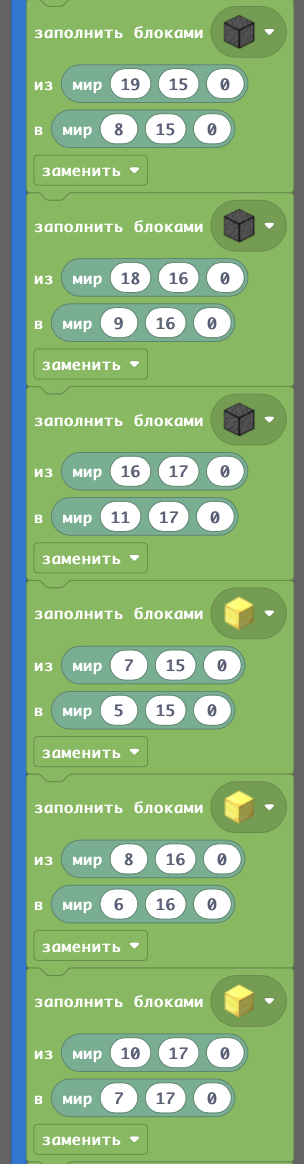 заполнить блоками
из мир 19 15 0
в мир 8 15 0
заменить
заполнить блоками
из мир 18 16 0
в мир 9 16 0
заменить
заполнить блоками
из мир 16 17 0
в мир 11 17 0
заменить
заполнить блоками
из мир 7 15 0
в мир 5 15 0
заменить
заполнить блоками
из мир 8 16 0
в мир 6 16 0
заменить
заполнить блоками
из мир 10 17 0
в мир 7 17 0
заменить